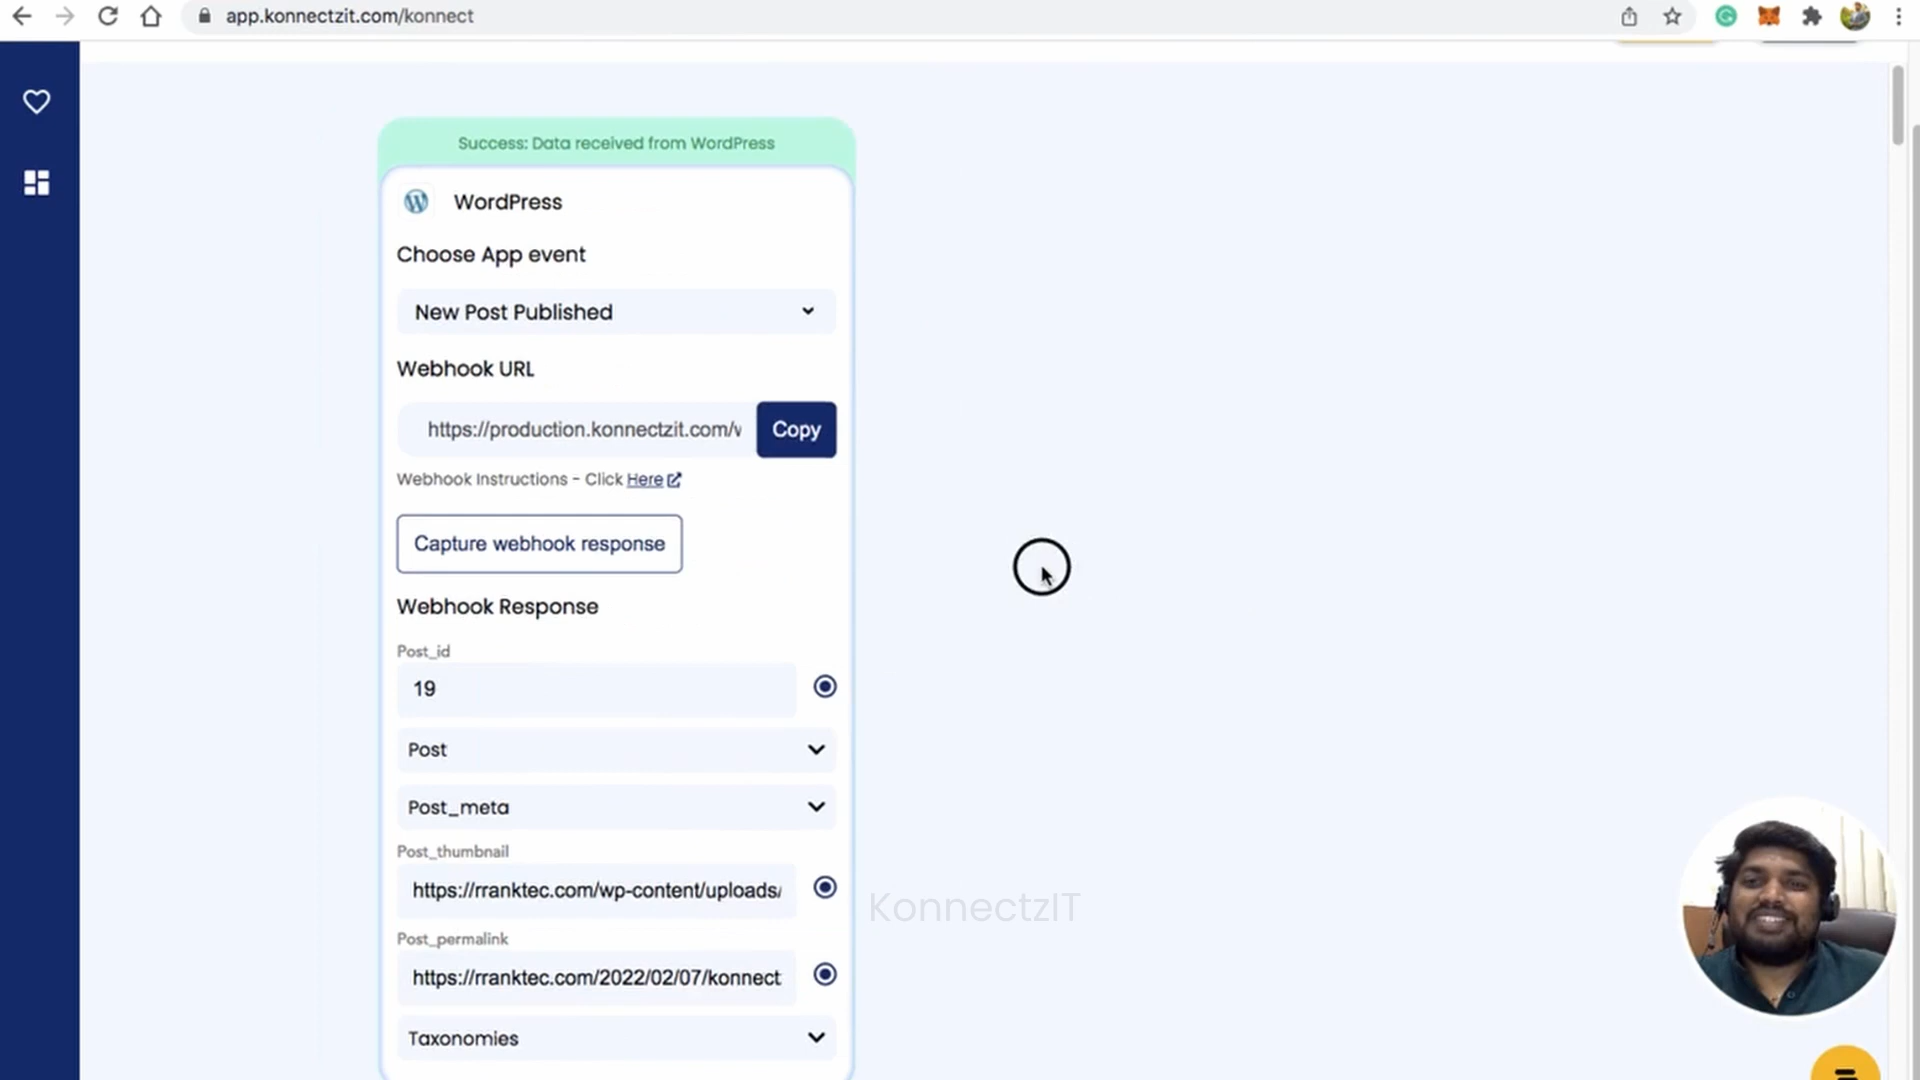 app.konnectzit.com/konnect
Success: Data received from WordPress
WordPress
Choose App event
New Post Published
Webhook URL
https://production.konnectzit.com/v
Copy
Webhook Instructions - Click Here
Capture webhook response
Webhook Response
Post_id
19
Post
Post_meta
Post_thumbnail
https://rranktec.com/wp-content/uploads/
KonnectzIT
Post_permalink
https://rranktec.com/2022/02/07/konnect
Taxonomies